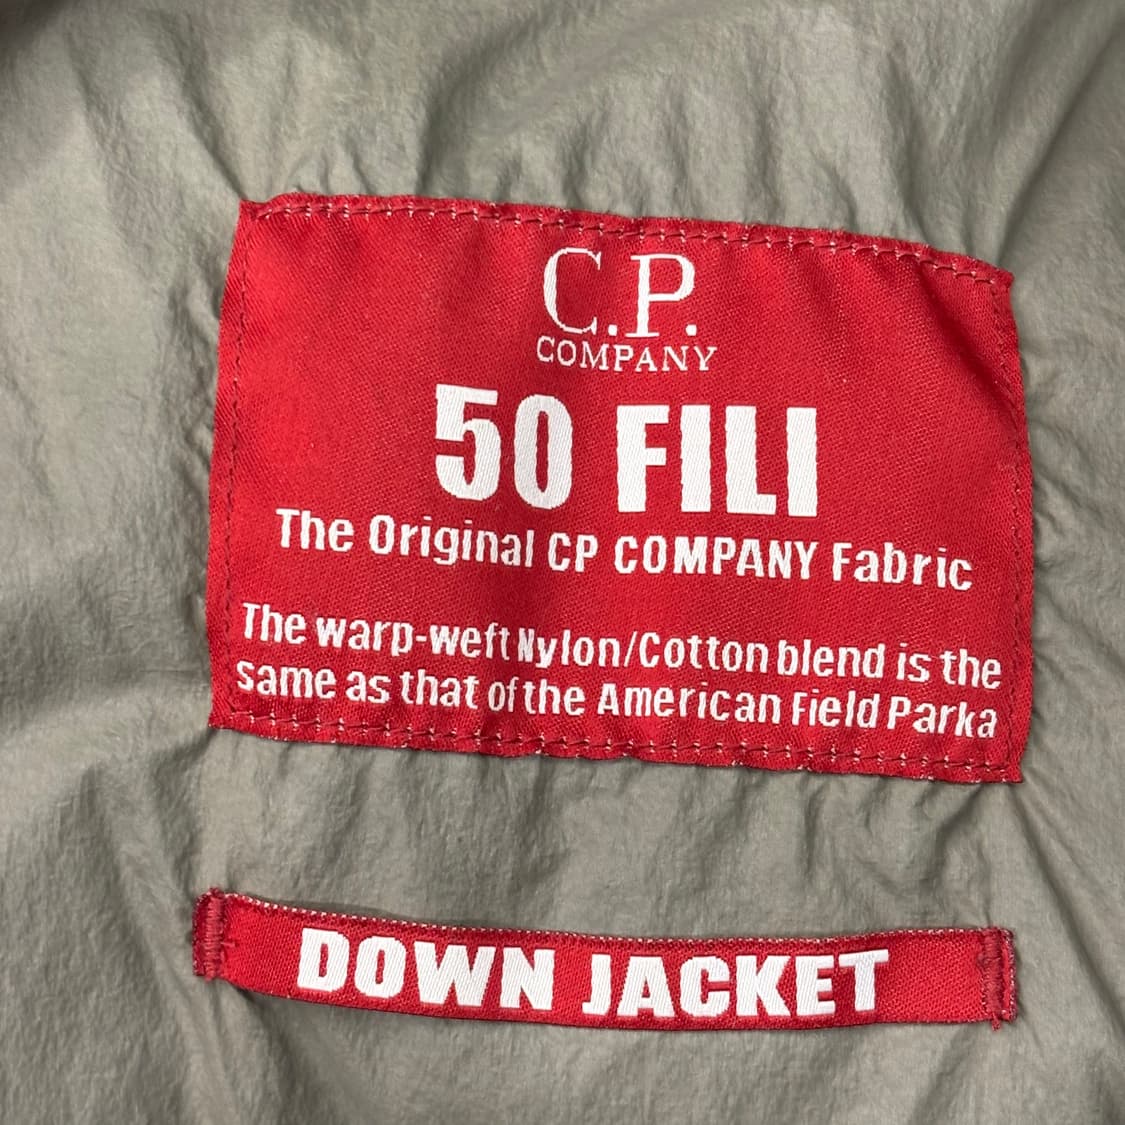 C.P.
COMPANY
50 FILI
The Original CP COMPANY Fabric
The warp-weft Nylon/Cotton blend is the
same as that of the American Field Parka
DOWN JACKET